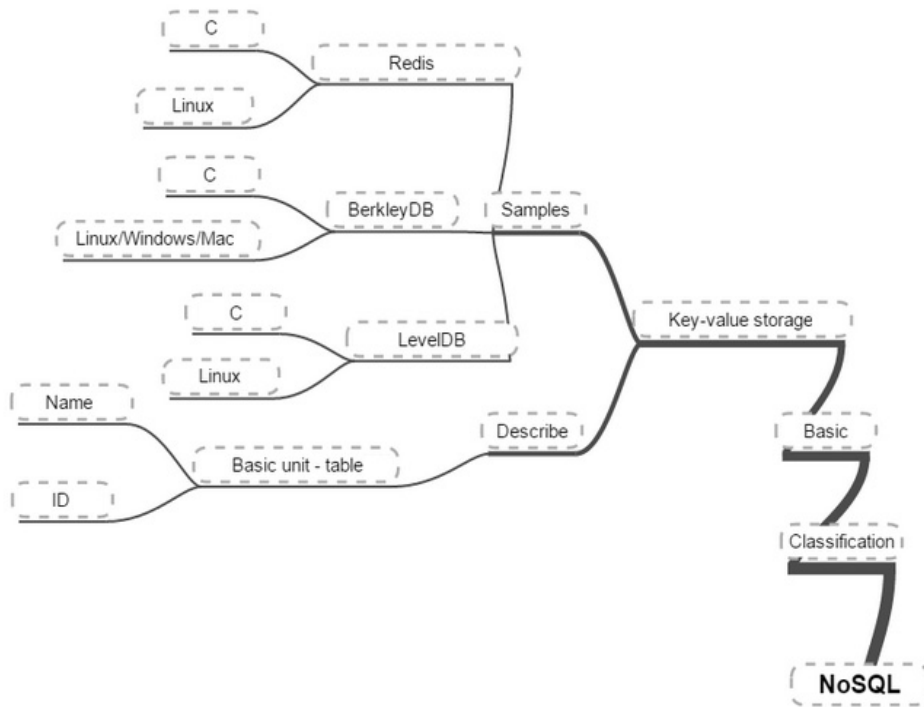 C
Redis
Linux
C
BerkleyDB
Samples
Linux/Windows/Mac
C
Key-value storage
LevelDB
Linux
Name
Describe
Basic
Basic unit - table
ID
Classification
NoSQL